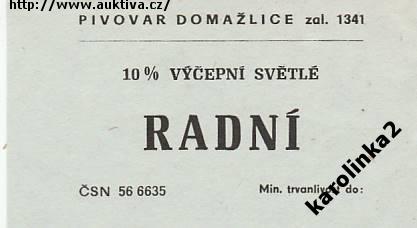 http://www.auktiva.cz/
PIVOVAR DOMAŽLICE zal. 1341
10% VÝČEPNÍ SVĚTLÉ
RADNÍ
ČSN 56 6635
Min. trvanlivost do:
karolinka2